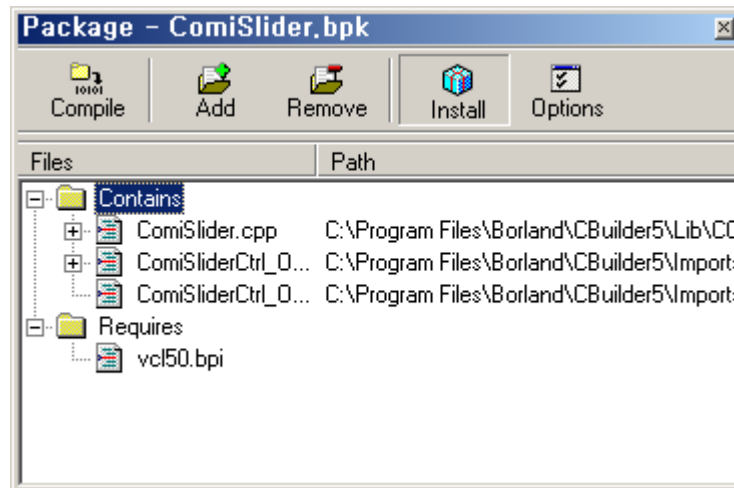 Package - ComiSlider.bpk
Compile Add Remove Install Options
Files Path
Contains
ComiSlider.cpp C:\Program Files\Borland\CBuilder5\Lib\CO
ComiSliderCtrl_O... C:\Program Files\Borland\CBuilder5\Imports
ComiSliderCtrl_O... C:\Program Files\Borland\CBuilder5\Imports
Requires
vcl50.bpi